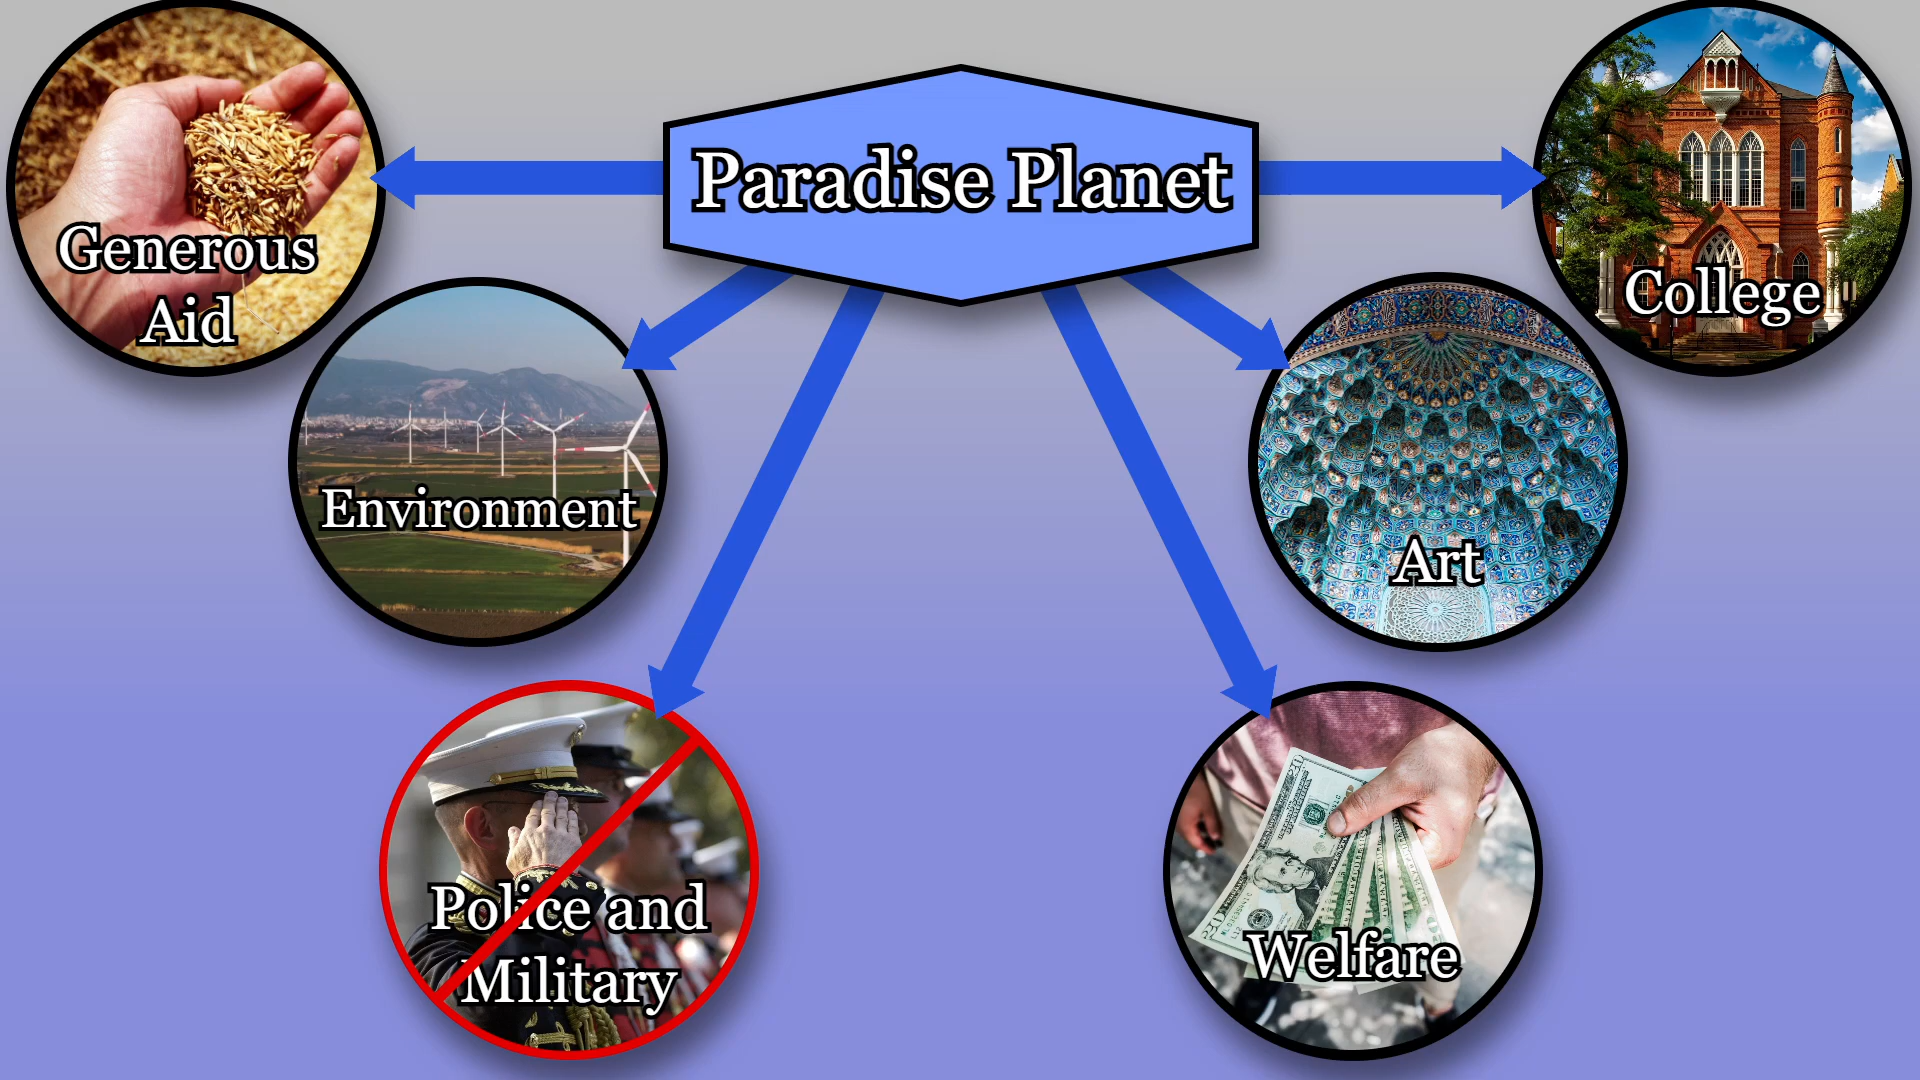 Paradise Planet
Generous
Aid
College
Environment
Art
Police and
Military
Welfare